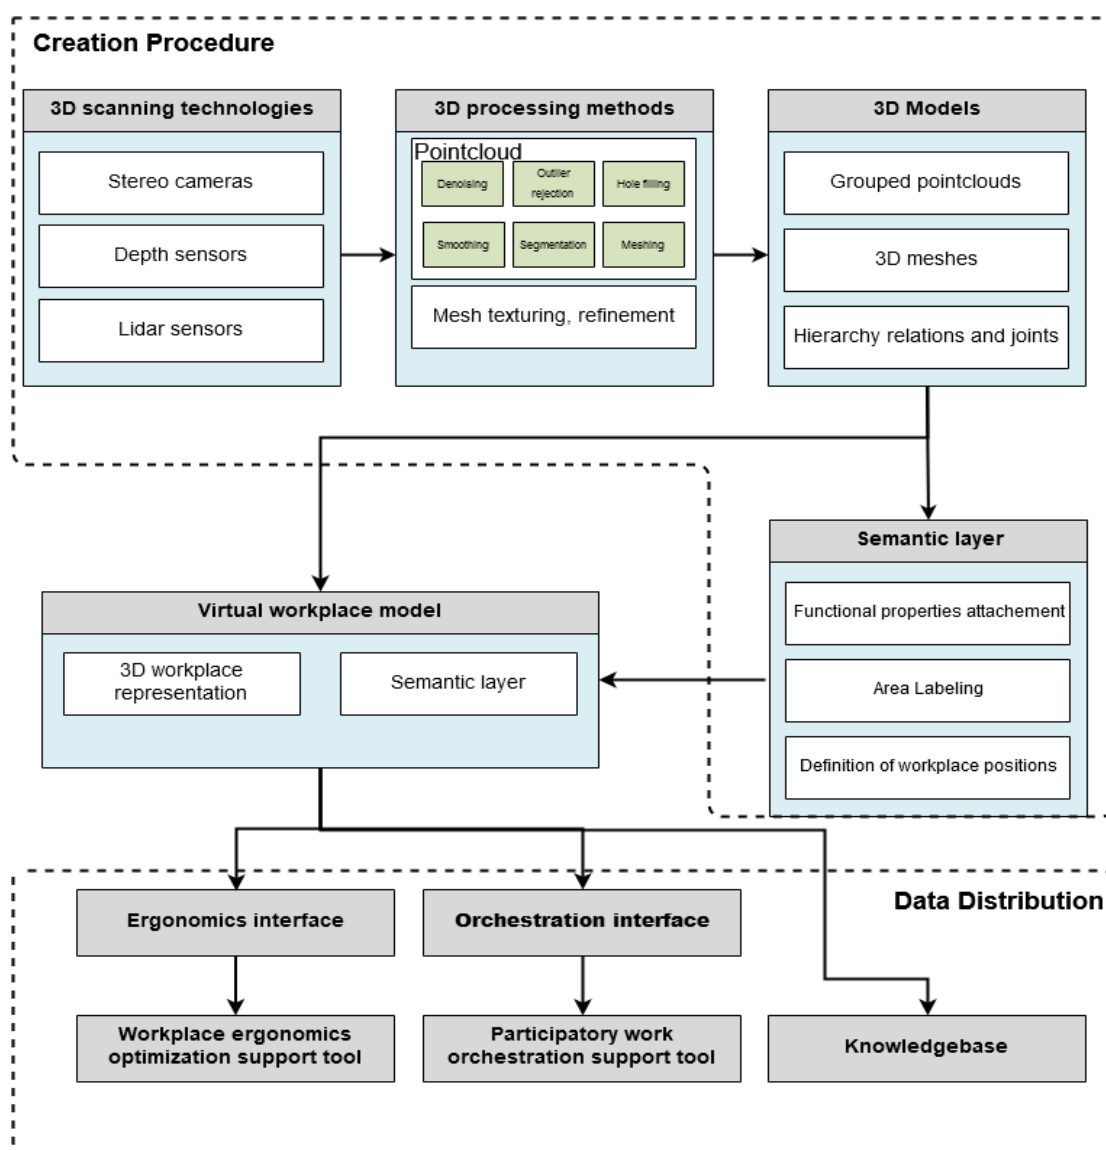 Creation Procedure
3D scanning technologies
Stereo cameras
Depth sensors
Lidar sensors
3D processing methods
Pointcloud
Denoising
Outlier
rejection
Hole filling
Smoothing
Segmentation
Meshing
Mesh texturing, refinement
3D Models
Grouped pointclouds
3D meshes
Hierarchy relations and joints
Semantic layer
Functional properties attachement
Area Labeling
Definition of workplace positions
Virtual workplace model
3D workplace
representation
Semantic layer
Data Distribution
Ergonomics interface
Orchestration interface
Workplace ergonomics
optimization support tool
Participatory work
orchestration support tool
Knowledgebase